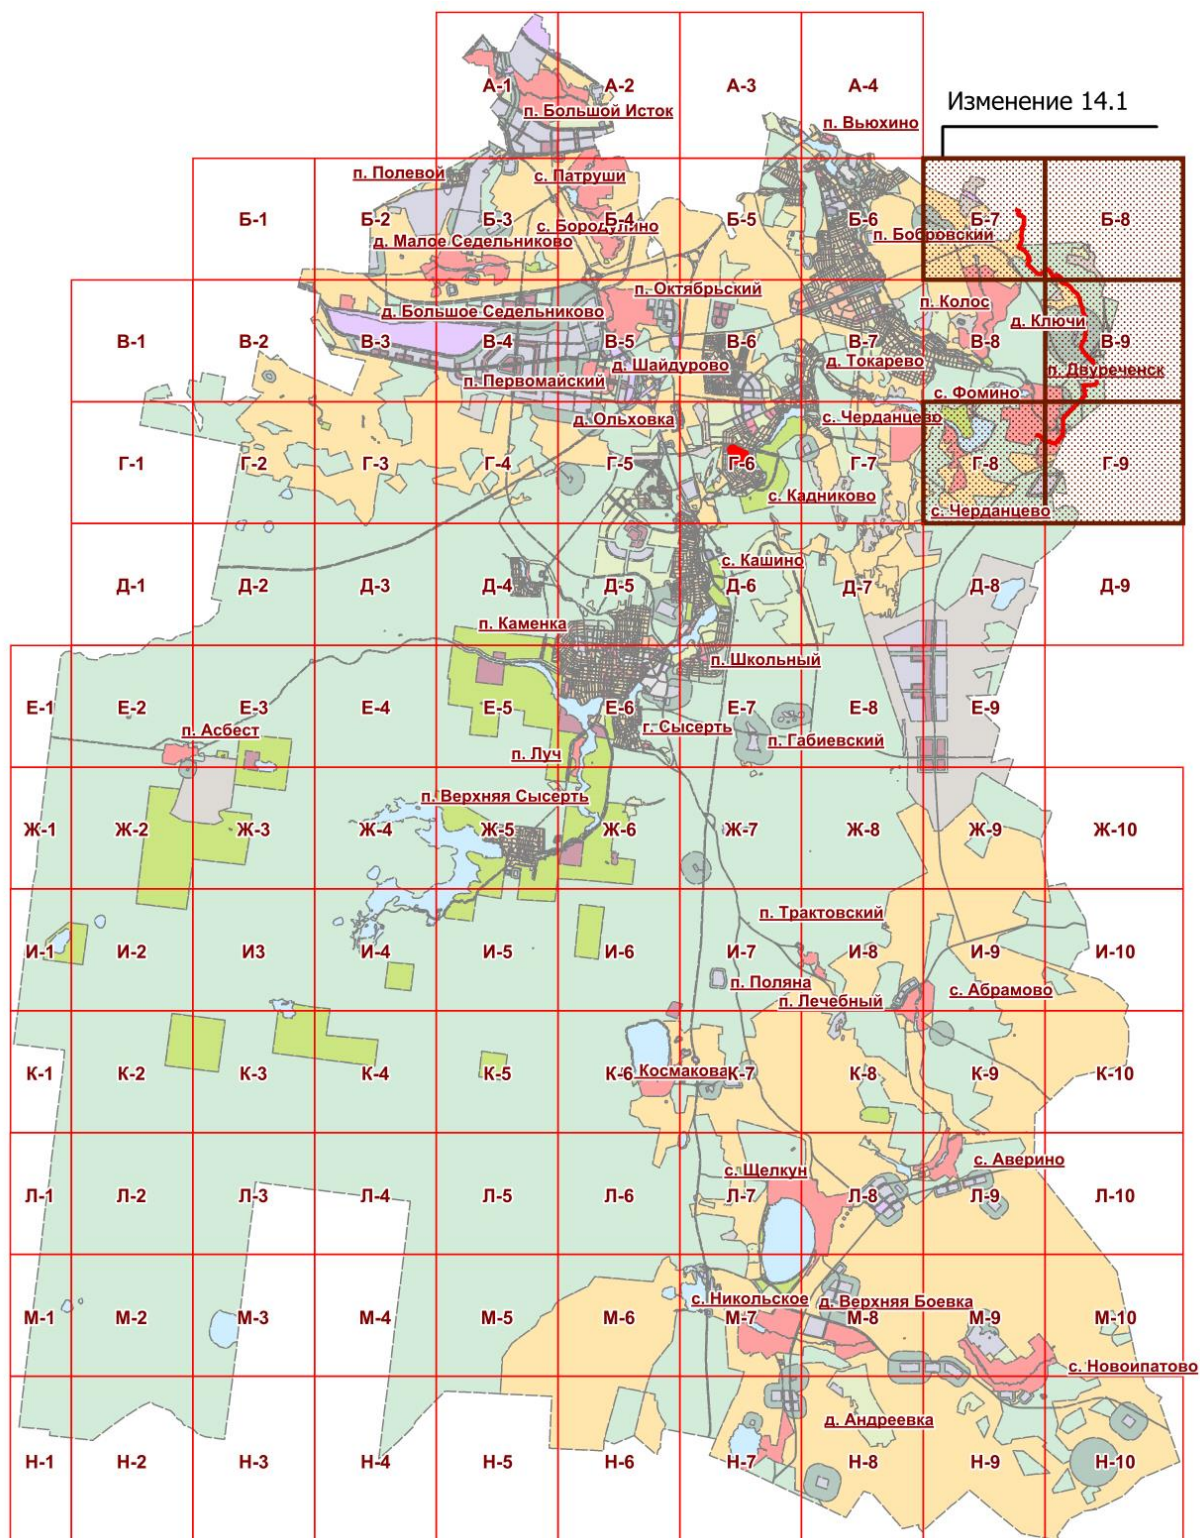 А-1
А-2
А-3
А-4
Изменение 14.1
п. Большой Исток
п. Вьюхино
п. Полевой
с. Патруши
Б-1
Б-2
Б-3
Б-4
Б-5
Б-6
Б-7
Б-8
с. Бородулино
п. Бобровский
д. Малое Седельниково
п. Октябрьский
п. Колос
д. Большое Седельниково
д. Ключи
В-1
В-2
В-3
В-4
В-5
В-6
В-7
В-8
В-9
д. Шайдурово
д. Токарево
п. Двуреченск
п. Первомайский
с. Фомино
д. Ольховка
с. Черданцево
Г-1
Г-2
Г-3
Г-4
Г-5
Г-6
Г-7
Г-8
Г-9
с. Кадниково
с. Черданцево
с. Кашино
Д-1
Д-2
Д-3
Д-4
Д-5
Д-6
Д-7
Д-8
Д-9
п. Каменка
п. Школьный
Е-1
Е-2
Е-3
Е-4
Е-5
Е-6
Е-7
Е-8
Е-9
п. Асбест
г. Сысерть
п. Габиевский
п. Луч
п. Верхняя Сысерть
Ж-1
Ж-2
Ж-3
Ж-4
Ж-5
Ж-6
Ж-7
Ж-8
Ж-9
Ж-10
п. Трактовский
И-1
И-2
И3
И-4
И-5
И-6
И-7
И-8
И-9
И-10
п. Поляна
с. Абрамово
п. Лечебный
К-1
К-2
К-3
К-4
К-5
К-6
Космакова
К-7
К-8
К-9
К-10
с. Щелкун
с. Аверино
Л-1
Л-2
Л-3
Л-4
Л-5
Л-6
Л-7
Л-8
Л-9
Л-10
с. Никольское
д. Верхняя Боевка
М-1
М-2
М-3
М-4
М-5
М-6
М-7
М-8
М-9
М-10
с. Новоипатово
д. Андреевка
Н-1
Н-2
Н-3
Н-4
Н-5
Н-6
Н-7
Н-8
Н-9
Н-10